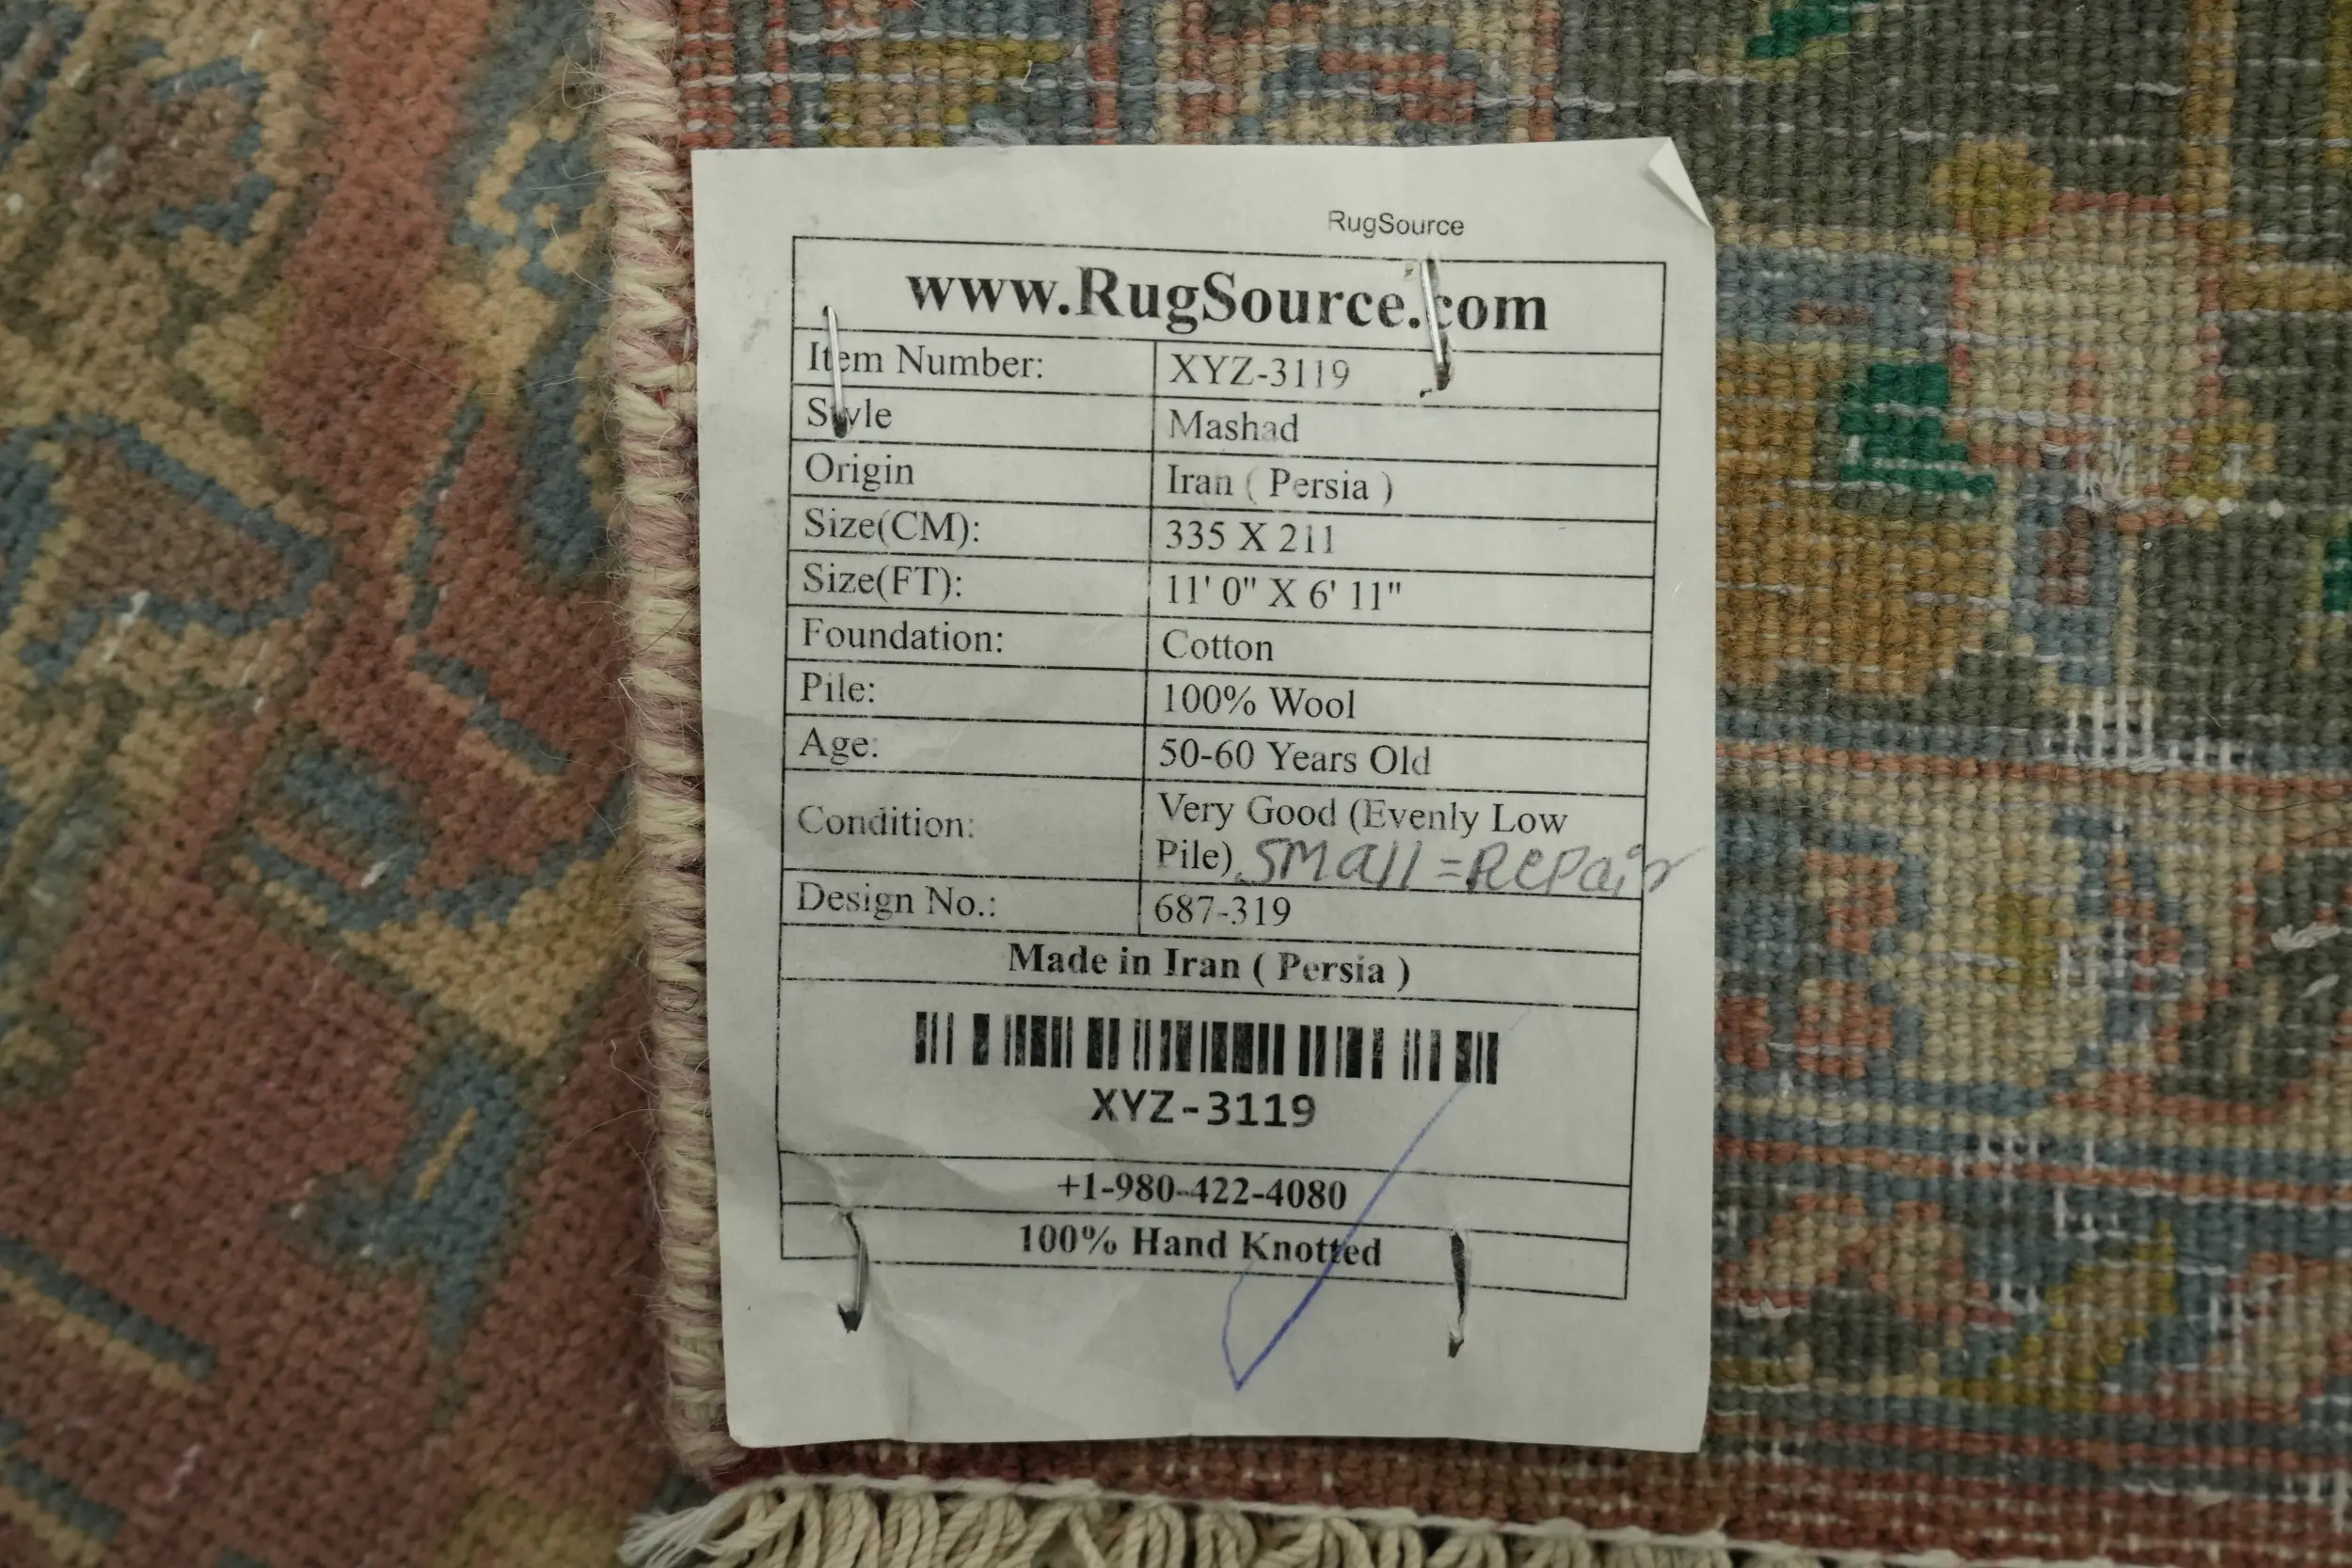 RugSource
www.RugSource.com
Item Number: XYZ-3119
Style Mashad
Origin Iran ( Persia )
Size(CM): 335 X 211
Size(FT): 11' 0" X 6' 11"
Foundation: Cotton
Pile: 100% Wool
Age: 50-60 Years Old
Condition: Very Good (Evenly Low
Pile) Small = Repair
Design No.: 687-319
Made in Iran ( Persia )
XYZ-3119
+1-980-422-4080
100% Hand Knotted